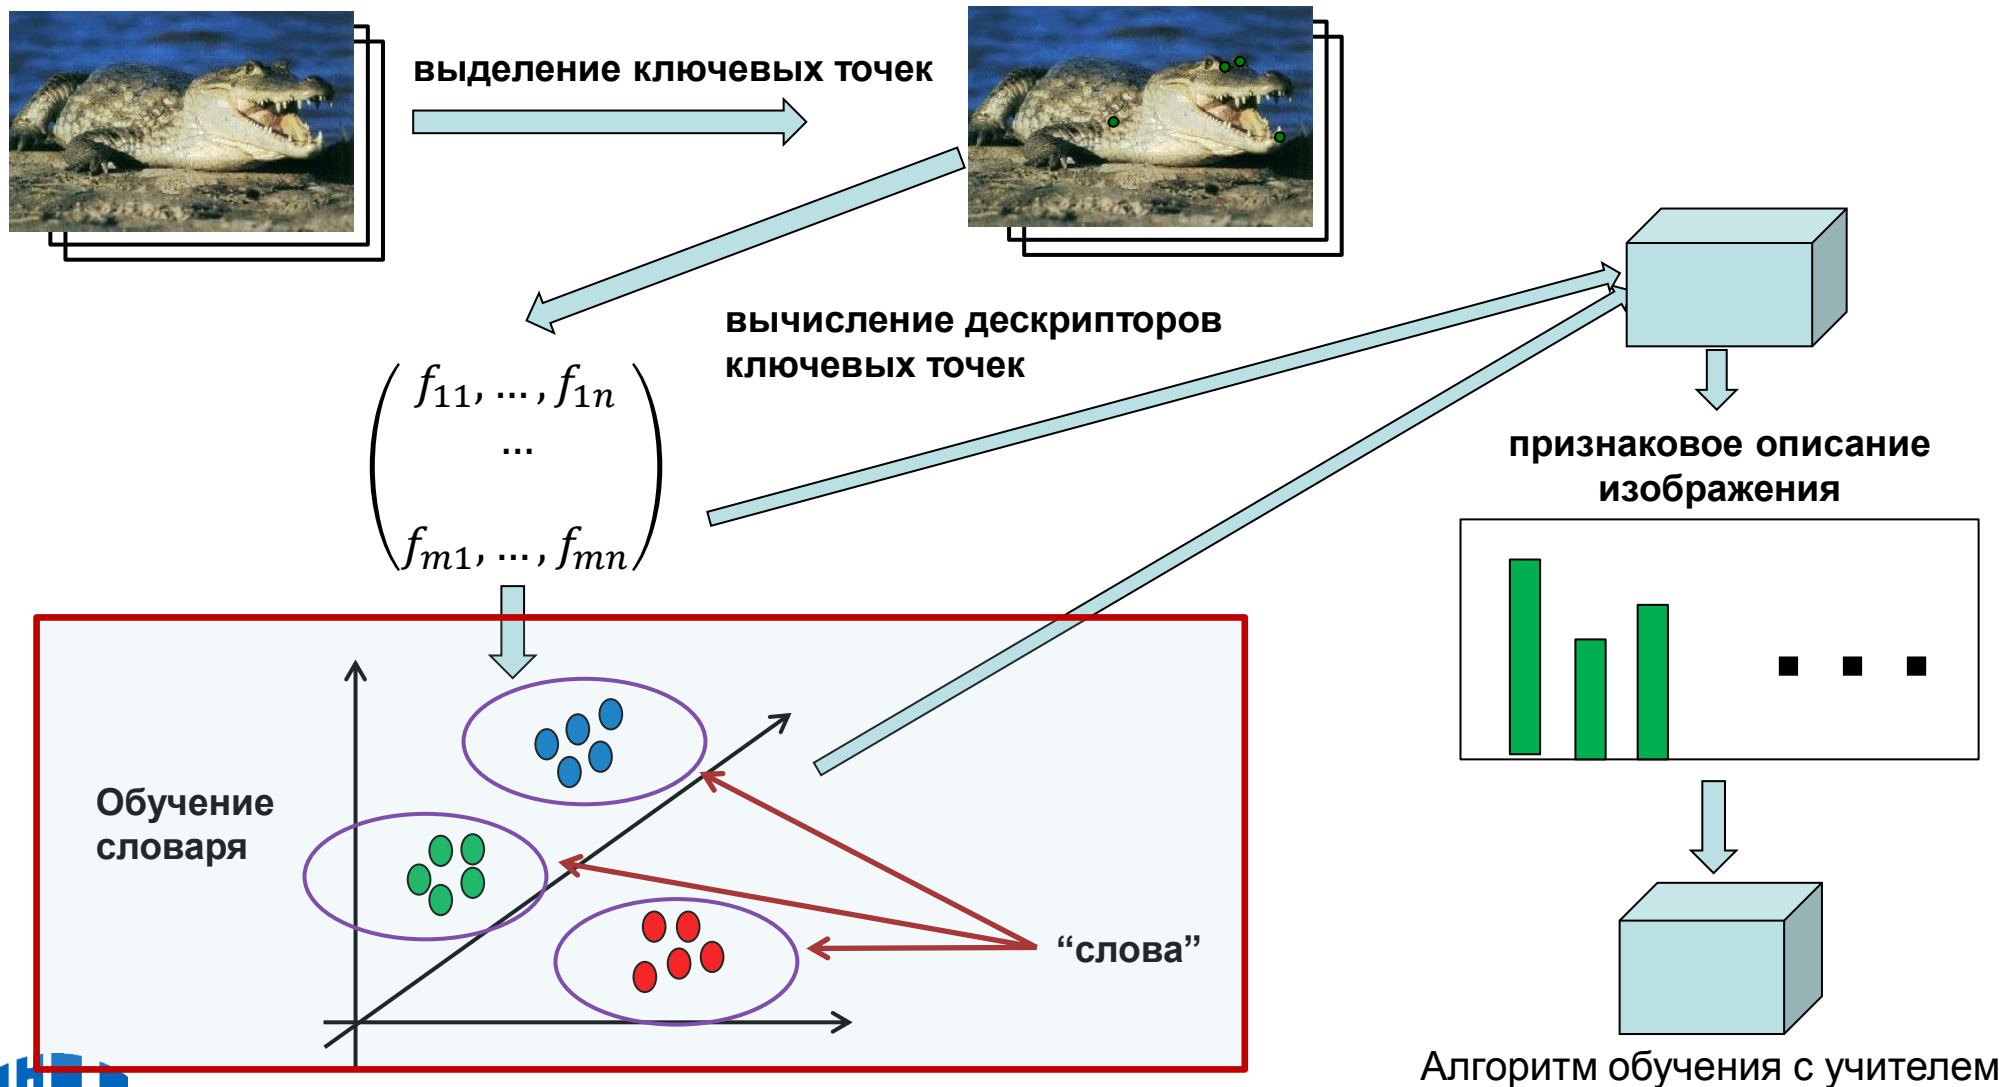 выделение ключевых точек
вычисление дескрипторов
ключевых точек
f₁₁, … , f₁ₙ
…
fₘ₁, … , fₘₙ
признаковое описание
изображения
Обучение
словаря
“слова”
Алгоритм обучения с учителем